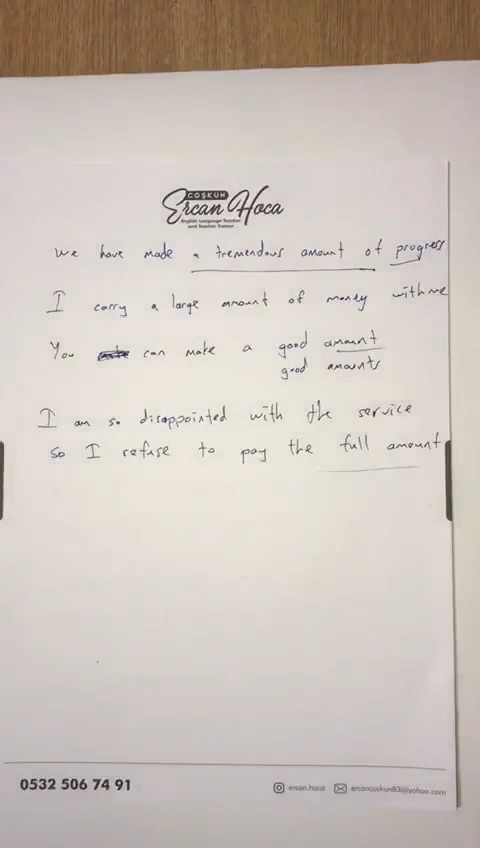 COŞKUN
Ercan Hoca
English Language Teacher
and Teacher Trainer
We have made a tremendous amount of progress
I carry a large amount of money with me
You can make a good amount
good amounts
I am so disappointed with the service
so I refuse to pay the full amount
0532 506 74 91
ercan.hoca ercancoskun83@yahoo.com